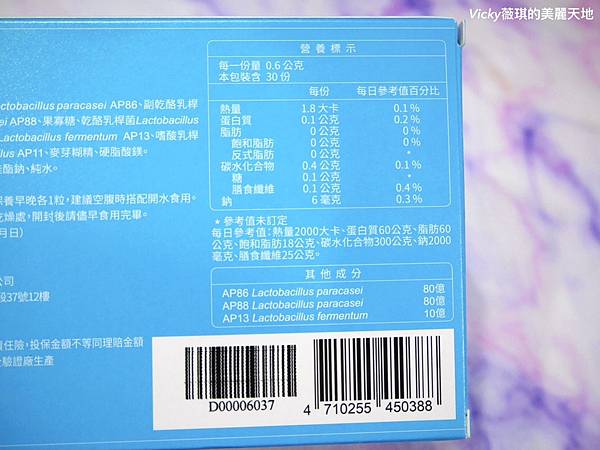 Vicky薇琪的美麗天地
營養標示
每一份量 0.6 公克
本包裝含 30 份
每份 每日參考值百分比
熱量 1.8 大卡 0.1 %
蛋白質 0.1 公克 0.2 %
脂肪 0 公克 0 %
飽和脂肪 0 公克 0 %
反式脂肪 0 公克 *
碳水化合物 0.4 公克 0.1 %
糖 0.1 公克 *
膳食纖維 0.1 公克 0.4 %
鈉 6 毫克 0.3 %
* 參考值未訂定
每日參考值:熱量2000大卡、蛋白質60公克、脂肪60
公克、飽和脂肪18公克、碳水化合物300公克、鈉2000
毫克、膳食纖維25公克。
其他成分
AP86 Lactobacillus paracasei 80億
AP88 Lactobacillus paracasei 80億
AP13 Lactobacillus fermentum 10億
Lactobacillus paracasei AP86、副乾酪乳桿
AP88、果寡糖、乾酪乳桿菌Lactobacillus
Lactobacillus fermentum AP13、嗜酸乳桿
AP11、麥芽糊精、硬脂酸鎂。
酯鈉、純水。
保養早晚各1粒，建議空腹時搭配開水食用。
乾燥處，開封後請儘早食用完畢。
月日)
公司
段37號12樓
責任險，投保金額不等同理賠金額
驗證廠生產
D00006037
4 710255 450388